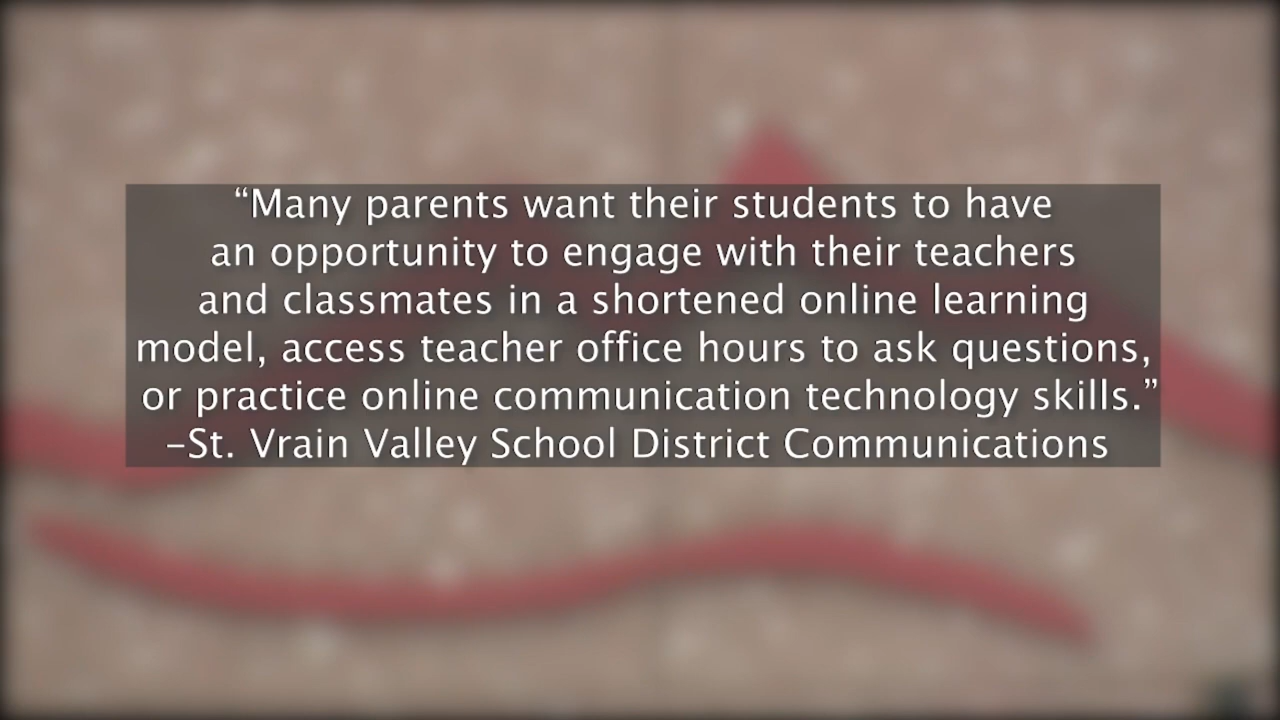 “Many parents want their students to have
an opportunity to engage with their teachers
and classmates in a shortened online learning
model, access teacher office hours to ask questions,
or practice online communication technology skills.”
–St. Vrain Valley School District Communications